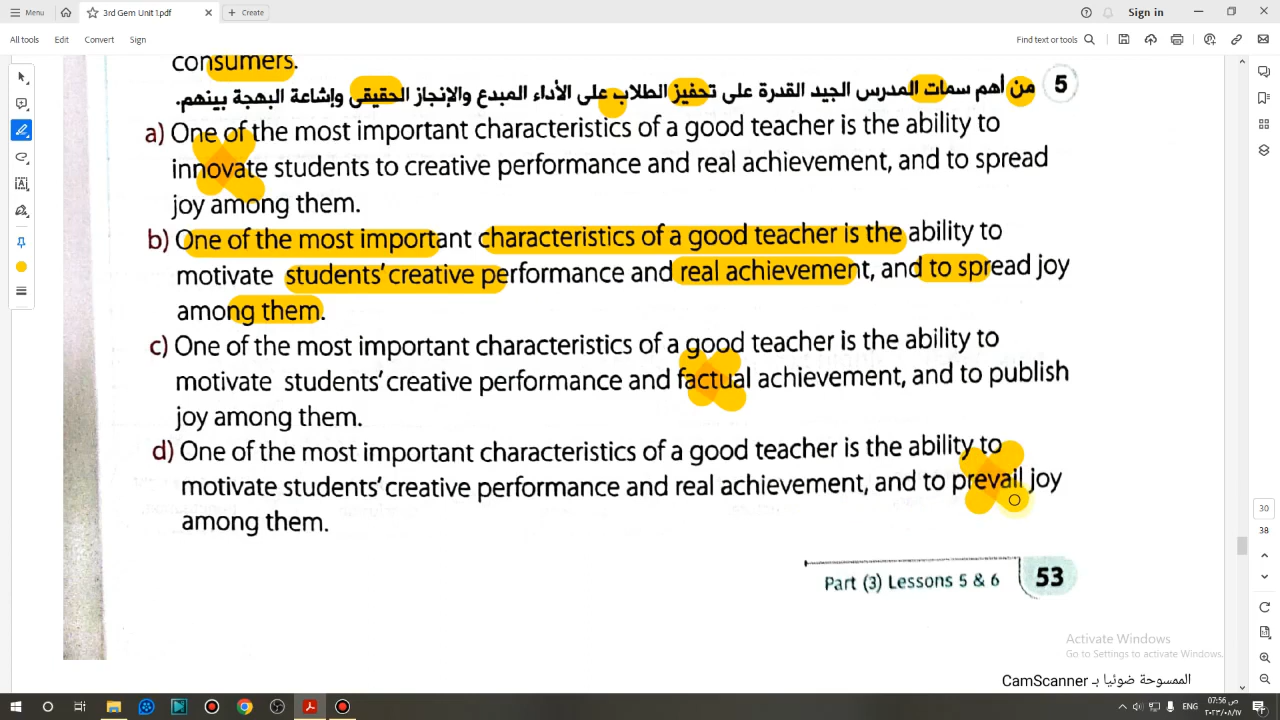 Menu
3rd Gem Unit1.pdf
Create
Sign in
All tools
Edit
Convert
Sign
Find text or tools
consumers.
5 من أهم سمات المدرس الجيد القدرة على تحفيز الطلاب على الأداء المبدع والإنجاز الحقيقى وإشاعة البهجة بينهم.
a) One of the most important characteristics of a good teacher is the ability to
innovate students to creative performance and real achievement, and to spread
joy among them.
b) One of the most important characteristics of a good teacher is the ability to
motivate students' creative performance and real achievement, and to spread joy
among them.
c) One of the most important characteristics of a good teacher is the ability to
motivate students' creative performance and factual achievement, and to publish
joy among them.
d) One of the most important characteristics of a good teacher is the ability to
motivate students' creative performance and real achievement, and to prevail joy
among them.
Part (3) Lessons 5 & 6 53
30
38
Activate Windows
Go to Settings to activate Windows.
الممسوحة ضوئيا بـ CamScanner
ENG
07:56 ص
٢٠٢٣/٠٨/١٧